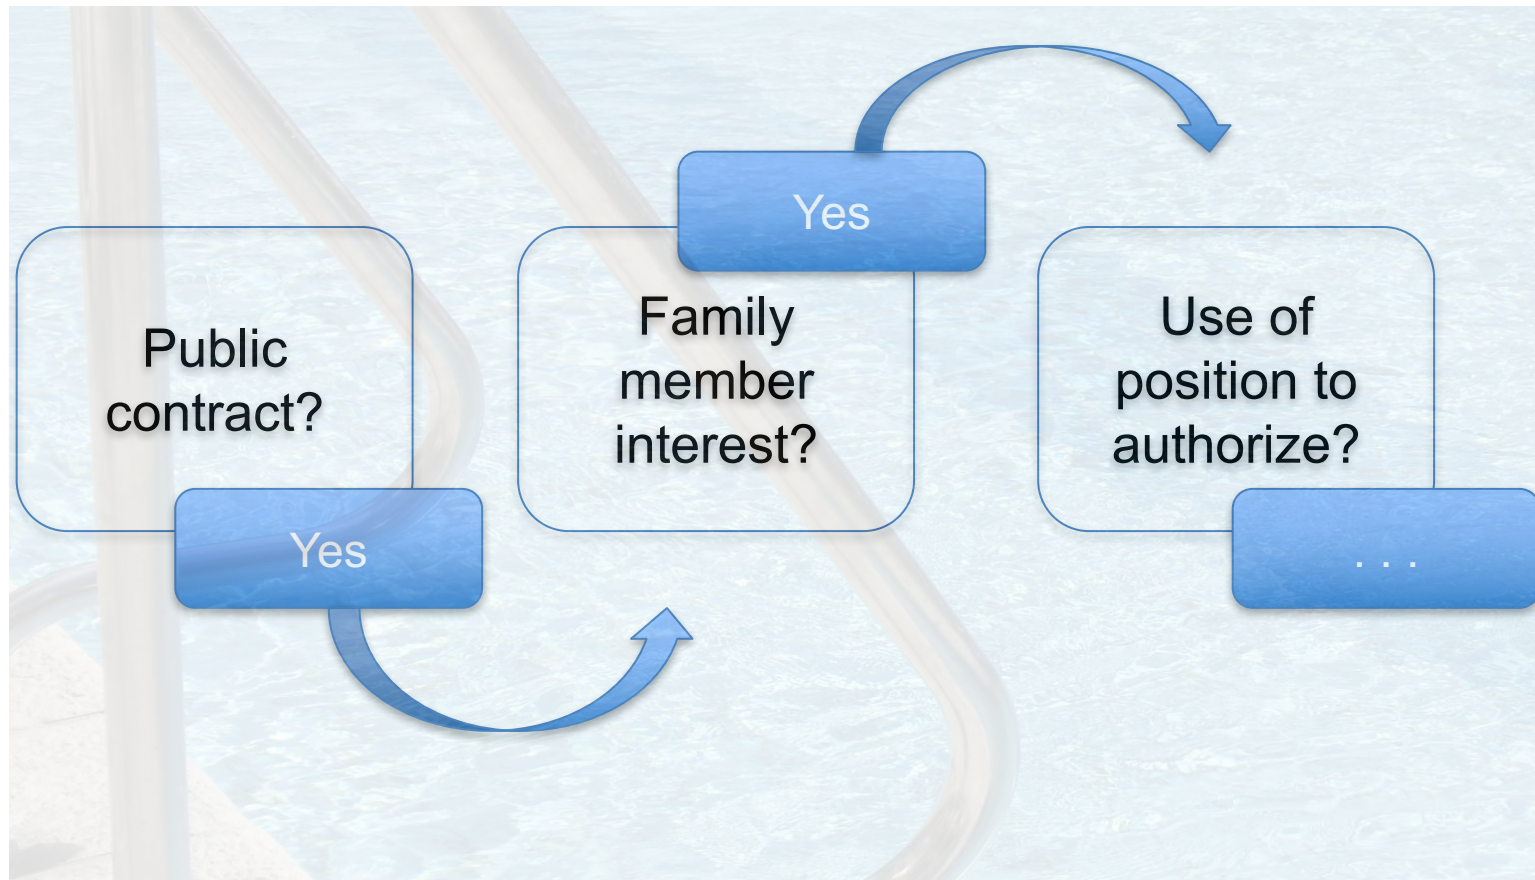 Public
contract?
Yes
Family
member
interest?
Yes
Use of
position to
authorize?
. . .